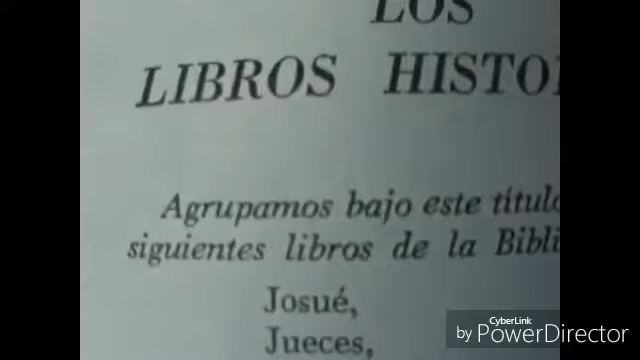 LOS
LIBROS HISTO
Agrupamos bajo este títul
siguientes libros de la Bibli
Josué,
Jueces,
CyberLink
by PowerDirector